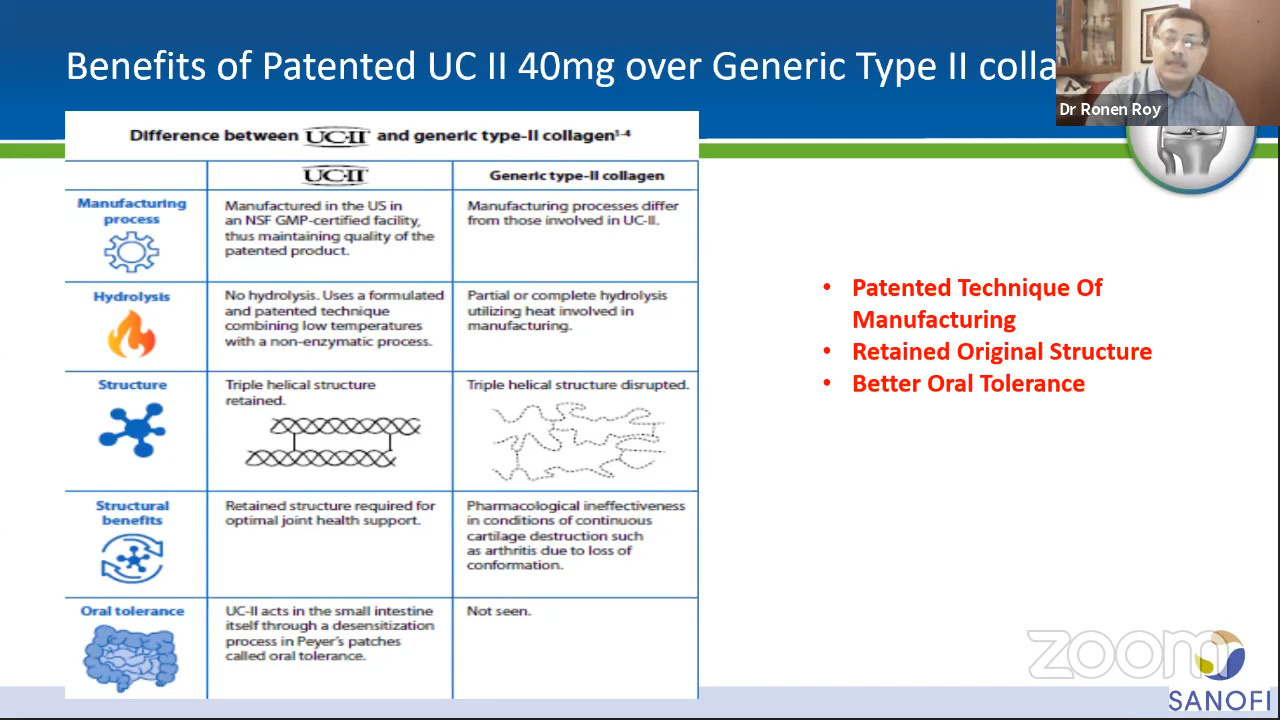 Benefits of Patented UC II 40mg over Generic Type II colla
Dr Ronen Roy
Difference between UC-II and generic type-II collagen¹⁻⁴
UC-II
Generic type-II collagen
Manufacturing
process
Manufactured in the US in
an NSF GMP-certified facility,
thus maintaining quality of the
patented product.
Manufacturing processes differ
from those involved in UC-II.
Hydrolysis
No hydrolysis. Uses a formulated
and patented technique
combining low temperatures
with a non-enzymatic process.
Partial or complete hydrolysis
utilizing heat involved in
manufacturing.
Structure
Triple helical structure
retained.
Triple helical structure disrupted.
Structural
benefits
Retained structure required for
optimal joint health support.
Pharmacological ineffectiveness
in conditions of continuous
cartilage destruction such
as arthritis due to loss of
conformation.
Oral tolerance
UC-II acts in the small intestine
itself through a desensitization
process in Peyer's patches
called oral tolerance.
Not seen.
• Patented Technique Of
Manufacturing
• Retained Original Structure
• Better Oral Tolerance
zoom
SANOFI